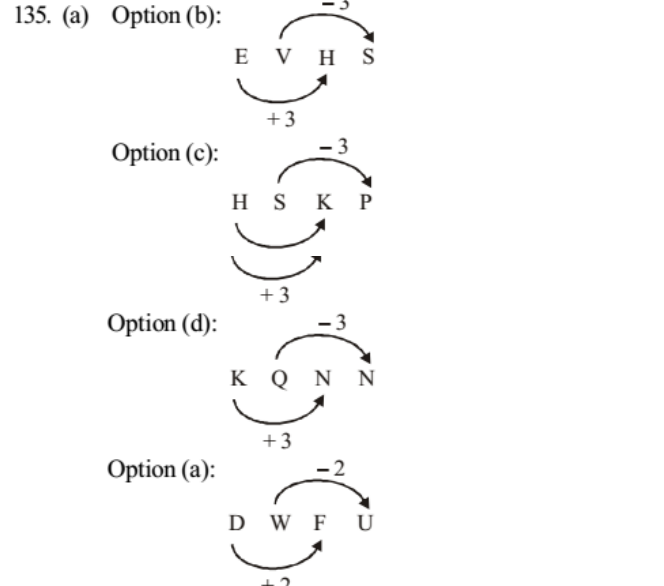 135. (a) Option (b):
– 3
E V H S
+3
Option (c):
– 3
H S K P
+3
Option (d):
– 3
K Q N N
+3
Option (a):
– 2
D W F U
+2